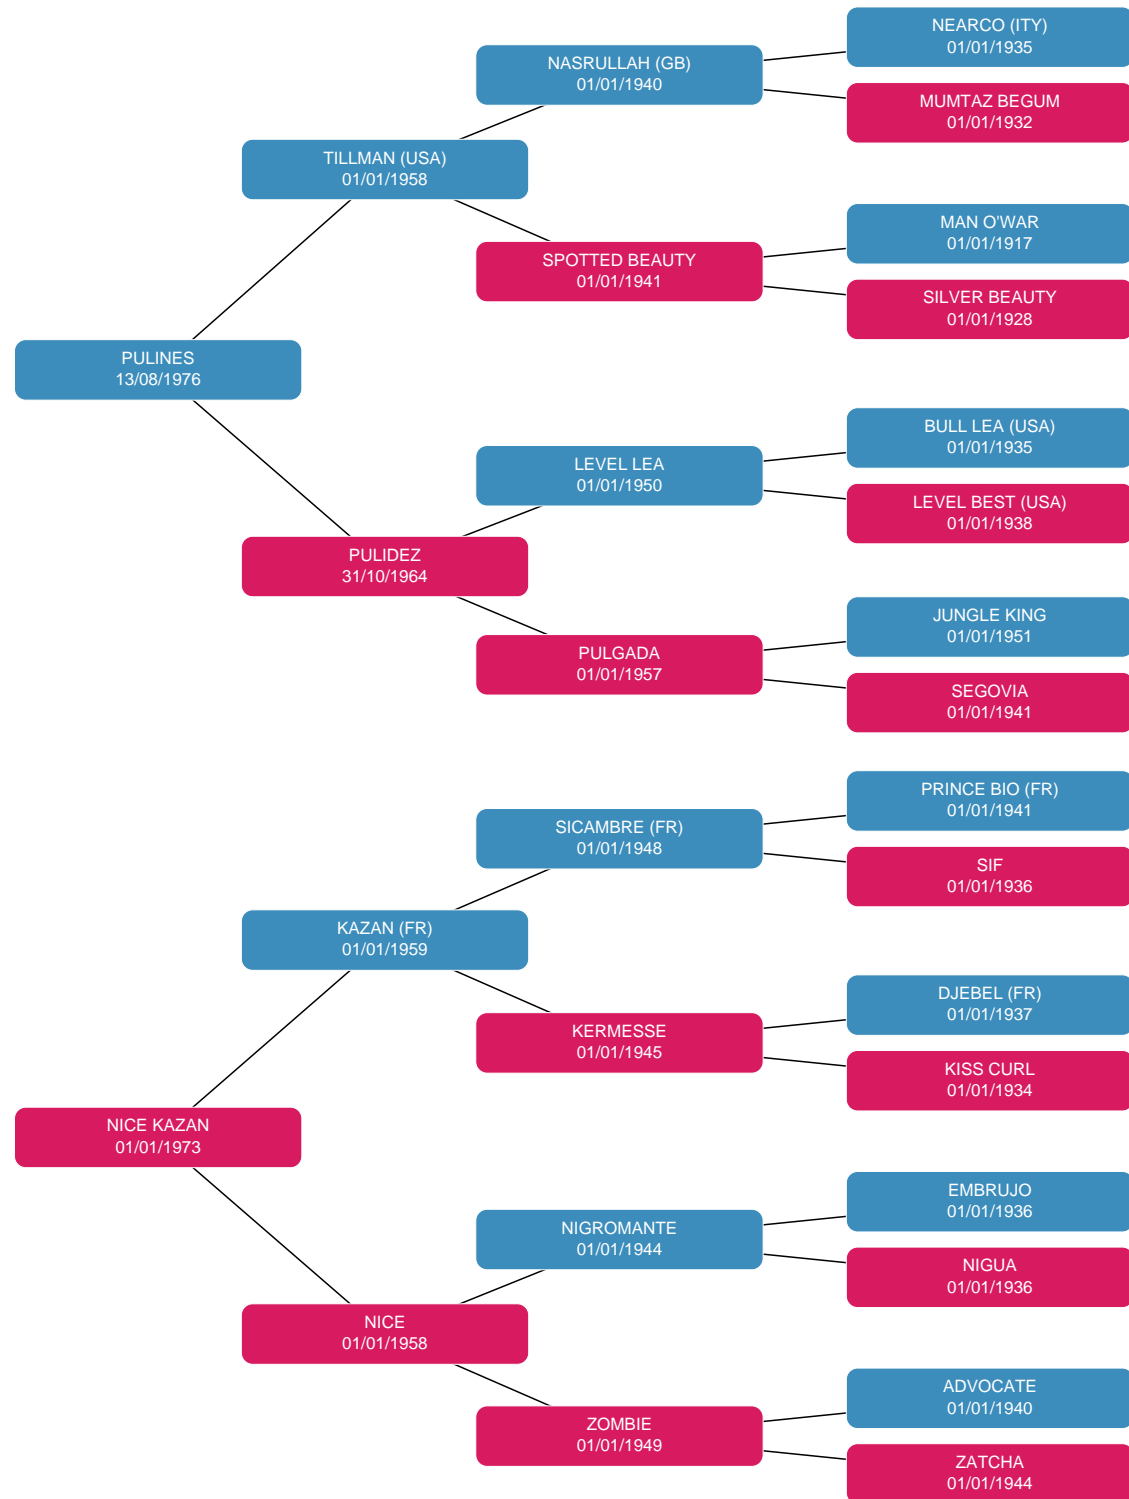 NEARCO (ITY)
01/01/1935
NASRULLAH (GB)
01/01/1940
MUMTAZ BEGUM
01/01/1932
TILLMAN (USA)
01/01/1958
MAN O'WAR
01/01/1917
SPOTTED BEAUTY
01/01/1941
SILVER BEAUTY
01/01/1928
PULINES
13/08/1976
BULL LEA (USA)
01/01/1935
LEVEL LEA
01/01/1950
LEVEL BEST (USA)
01/01/1938
PULIDEZ
31/10/1964
JUNGLE KING
01/01/1951
PULGADA
01/01/1957
SEGOVIA
01/01/1941
PRINCE BIO (FR)
01/01/1941
SICAMBRE (FR)
01/01/1948
SIF
01/01/1936
KAZAN (FR)
01/01/1959
DJEBEL (FR)
01/01/1937
KERMESSE
01/01/1945
KISS CURL
01/01/1934
NICE KAZAN
01/01/1973
EMBRUJO
01/01/1936
NIGROMANTE
01/01/1944
NIGUA
01/01/1936
NICE
01/01/1958
ADVOCATE
01/01/1940
ZOMBIE
01/01/1949
ZATCHA
01/01/1944